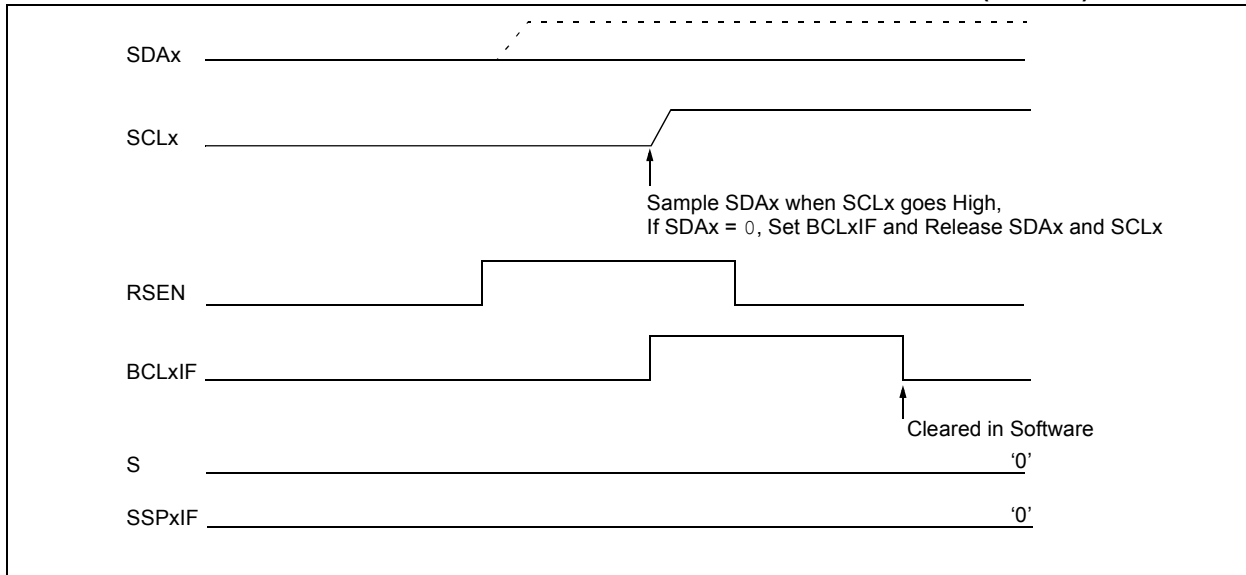 SDAx
SCLx
Sample SDAx when SCLx goes High,
If SDAx = 0, Set BCLxIF and Release SDAx and SCLx
RSEN
BCLxIF
Cleared in Software
S
‘0’
SSPxIF
‘0’